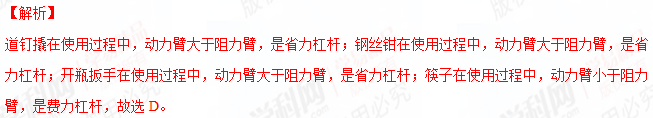 【解析】
道钉撬在使用过程中，动力臂大于阻力臂，是省力杠杆；钢丝钳在使用过程中，动力臂大于阻力臂，是省
力杠杆；开瓶扳手在使用过程中，动力臂大于阻力臂，是省力杠杆；筷子在使用过程中，动力臂小于阻力
臂，是费力杠杆，故选 D。